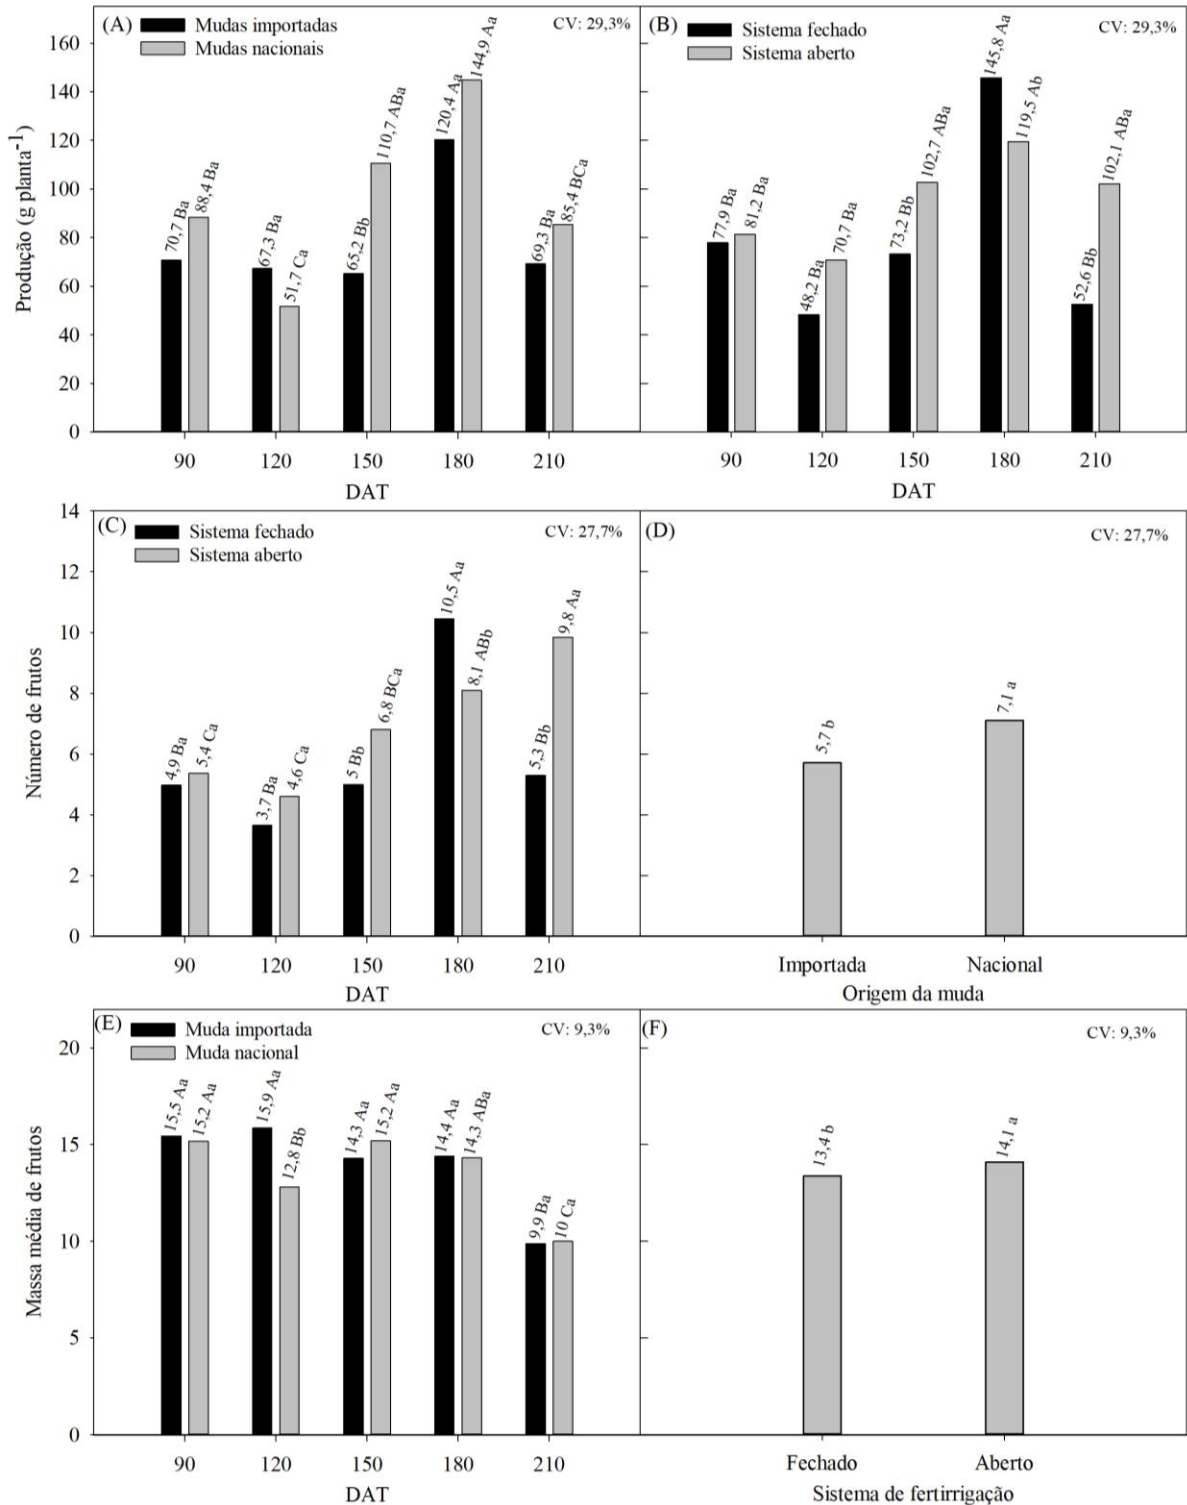 (A)
Mudas importadas
Mudas nacionais
CV: 29,3%
Produção (g planta⁻¹)
160
140
120
100
80
60
40
20
0
70,7 Ba
88,4 Ba
67,3 Ba
51,7 Ca
65,2 Bb
110,7 ABa
120,4 Aa
144,9 Aa
69,3 Ba
85,4 BCa
90
120
150
180
210
DAT
(B)
Sistema fechado
Sistema aberto
CV: 29,3%
77,9 Ba
81,2 Ba
48,2 Ba
70,7 Ba
73,2 Bb
102,7 ABa
145,8 Aa
119,5 Ab
52,6 Bb
102,1 ABa
90
120
150
180
210
DAT
(C)
Sistema fechado
Sistema aberto
CV: 27,7%
Número de frutos
14
12
10
8
6
4
2
0
4,9 Ba
5,4 Ca
3,7 Ba
4,6 Ca
5 Bb
6,8 BCa
10,5 Aa
8,1 ABb
5,3 Bb
9,8 Aa
90
120
150
180
210
DAT
(D)
CV: 27,7%
5,7 b
7,1 a
Importada
Nacional
Origem da muda
(E)
Muda importada
Muda nacional
CV: 9,3%
Massa média de frutos
20
15
10
5
0
15,5 Aa
15,2 Aa
15,9 Aa
12,8 Bb
14,3 Aa
15,2 Aa
14,4 Aa
14,3 ABa
9,9 Ba
10 Ca
90
120
150
180
210
DAT
(F)
CV: 9,3%
13,4 b
14,1 a
Fechado
Aberto
Sistema de fertirrigação